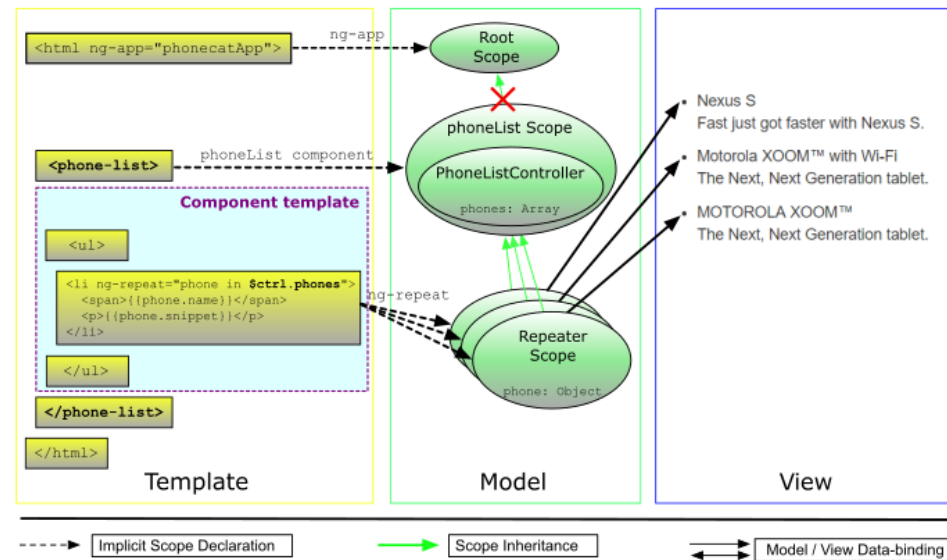 <html ng-app="phonecatApp">
ng-app
Root
Scope
<phone-list>
phoneList component
phoneList Scope
PhoneListController
phones: Array
Component template
<ul>
<li ng-repeat="phone in $ctrl.phones">
<span>{{phone.name}}</span>
<p>{{phone.snippet}}</p>
</li>
</ul>
ng-repeat
Repeater
Scope
phone: Object
</phone-list>
</html>
Nexus S
Fast just got faster with Nexus S.
Motorola XOOM™ with Wi-Fi
The Next, Next Generation tablet.
MOTOROLA XOOM™
The Next, Next Generation tablet.
Template
Model
View
Implicit Scope Declaration
Scope Inheritance
Model / View Data-binding